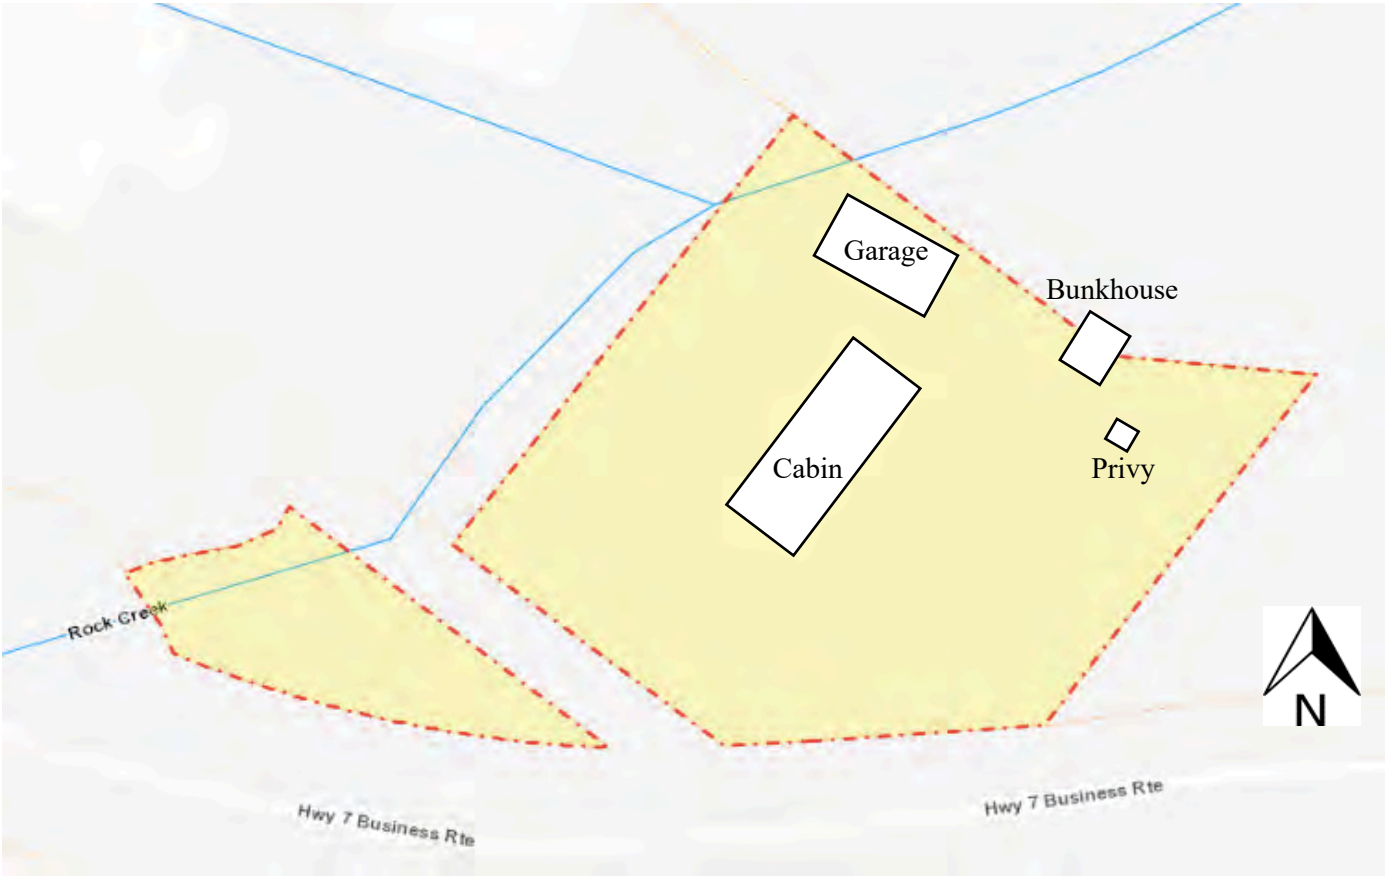 Garage
Bunkhouse
Cabin
Privy
Rock Creek
N
Hwy 7 Business Rte
Hwy 7 Business Rte